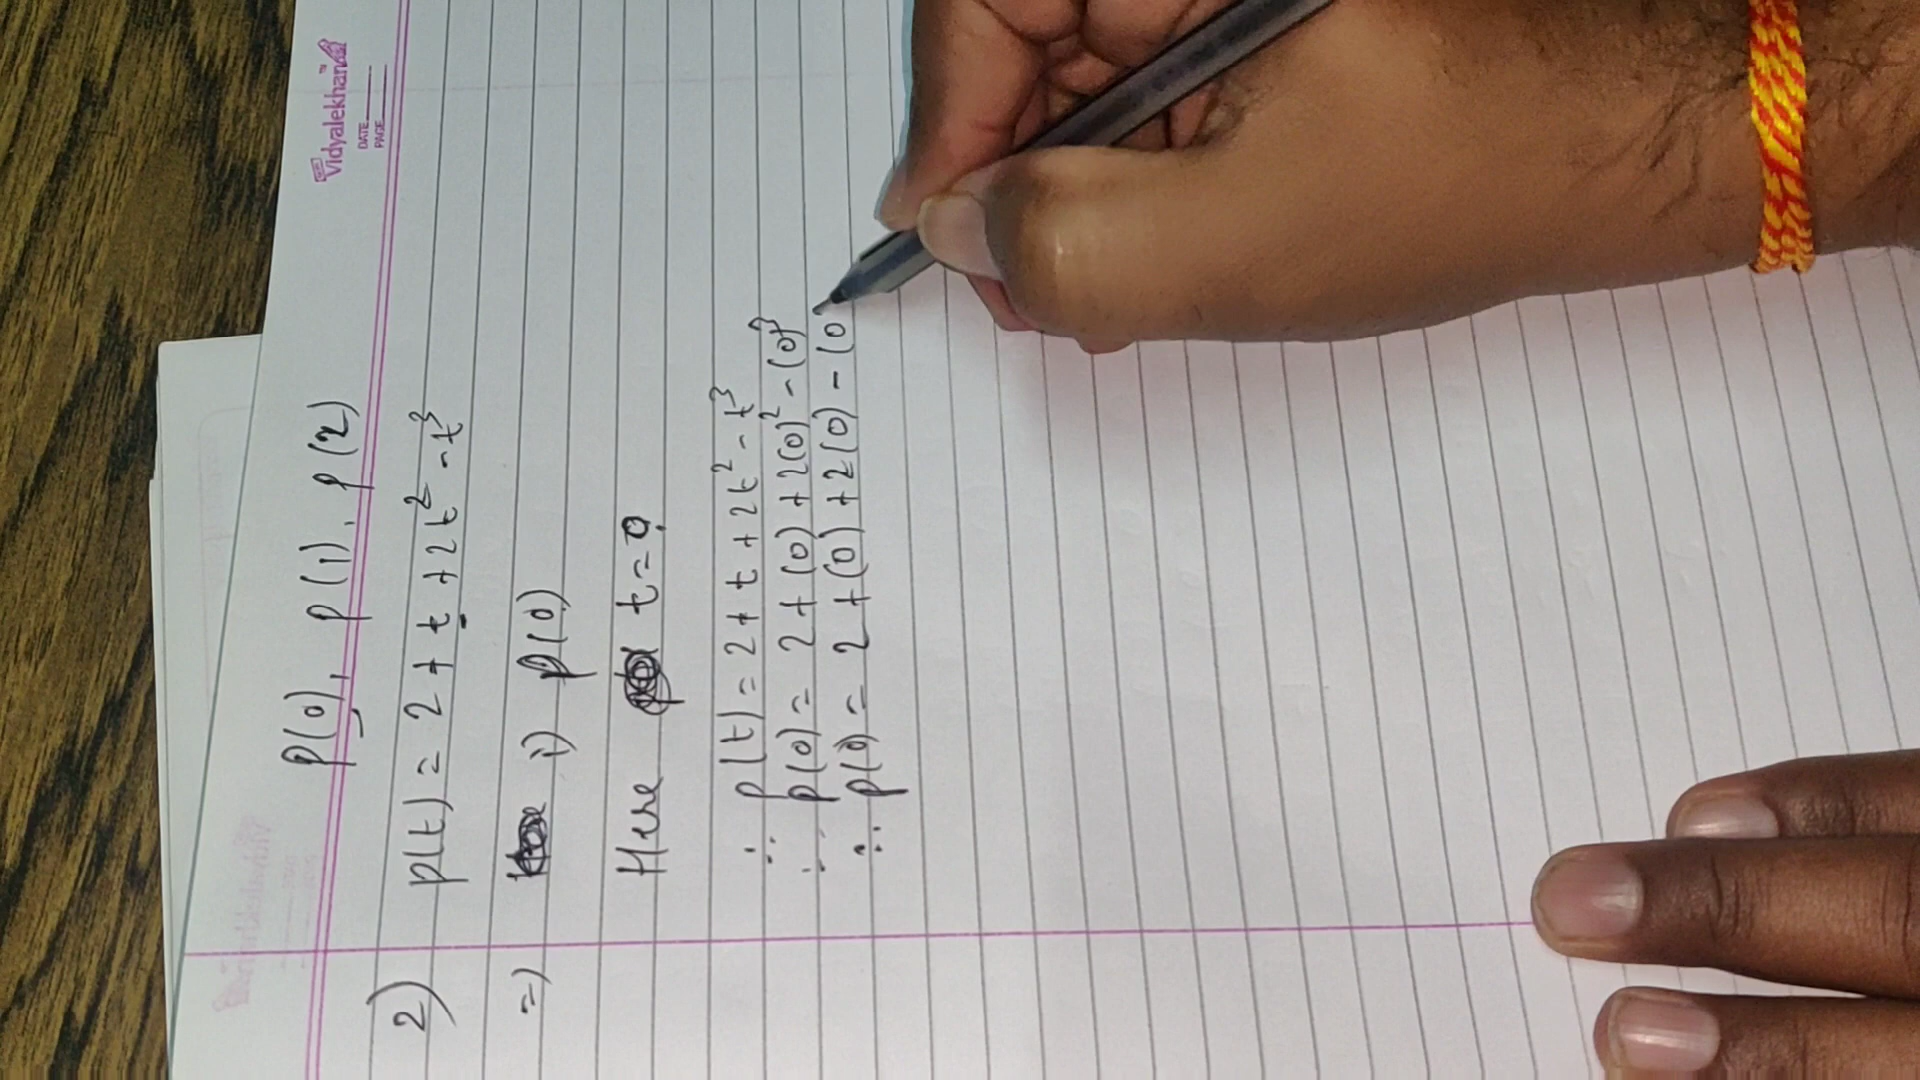 Vidyalekhan™
DATE
PAGE
p(0), p(1), p(2)
2) p(t) = 2 + t + 2t² - t³
=) i) p(0)
Here t = 0
∴ p(t) = 2 + t + 2t² - t³
∴ p(0) = 2 + (0) + 2(0)² - (0)³
∴ p(0) = 2 + (0) + 2(0) - (0